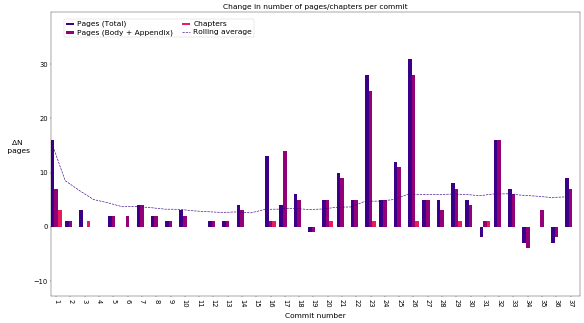 Change in number of pages/chapters per commit
Pages (Total)
Pages (Body + Appendix)
Chapters
Rolling average
30
20
10
0
−10
ΔN
pages
1 2 3 4 5 6 7 8 9 10 11 12 13 14 15 16 17 18 19 20 21 22 23 24 25 26 27 28 29 30 31 32 33 34 35 36 37
Commit number